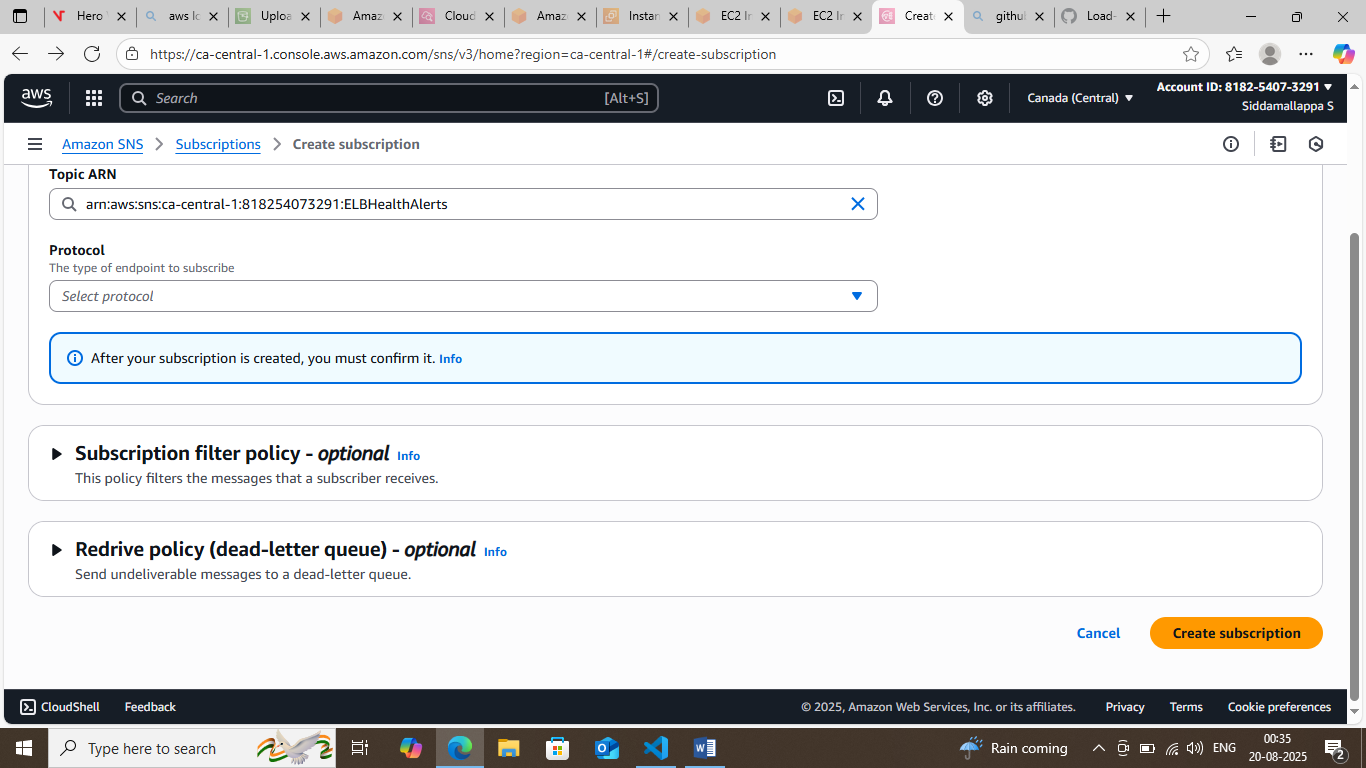 Hero
aws lo
Uploa
Amaz
Cloud
Amaz
Instan
EC2 In
EC2 In
Create
github
Load-
https://ca-central-1.console.aws.amazon.com/sns/v3/home?region=ca-central-1#/create-subscription
aws
Search
[Alt+S]
Canada (Central)
Account ID: 8182-5407-3291
Siddamallappa S
Amazon SNS
Subscriptions
Create subscription
Topic ARN
arn:aws:sns:ca-central-1:818254073291:ELBHealthAlerts
Protocol
The type of endpoint to subscribe
Select protocol
After your subscription is created, you must confirm it. Info
Subscription filter policy - optional Info
This policy filters the messages that a subscriber receives.
Redrive policy (dead-letter queue) - optional Info
Send undeliverable messages to a dead-letter queue.
Cancel
Create subscription
CloudShell
Feedback
© 2025, Amazon Web Services, Inc. or its affiliates.
Privacy
Terms
Cookie preferences
Type here to search
Rain coming
ENG
00:35
20-08-2025
2